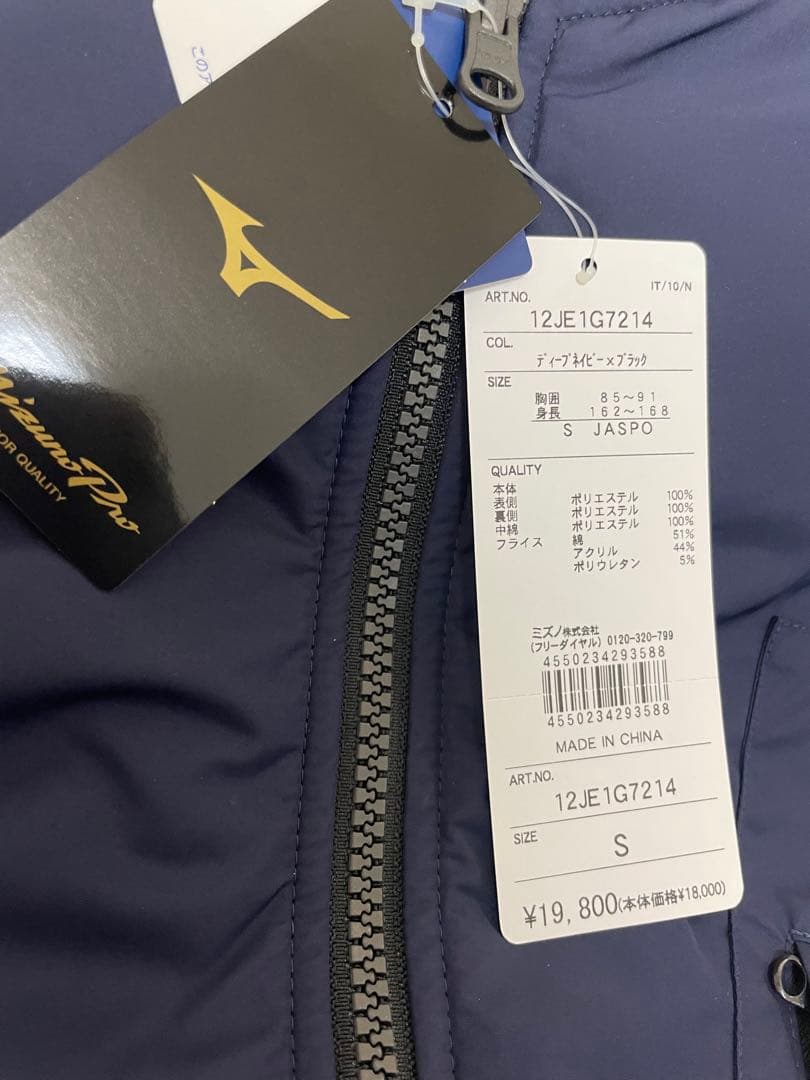 このア
Mizuno Pro
OR QUALITY
IT/10/N
ART.NO.
12JE1G7214
COL.
ディープネイビー×ブラック
SIZE
胸囲 85～91
身長 162～168
S JASPO
QUALITY
本体
表側 ポリエステル 100%
裏側 ポリエステル 100%
中綿 ポリエステル 100%
フライス 綿 51%
アクリル 44%
ポリウレタン 5%
ミズノ株式会社
(フリーダイヤル) 0120-320-799
4550234293588
4550234293588
MADE IN CHINA
ART.NO.
12JE1G7214
SIZE
S
¥19,800(本体価格¥18,000)